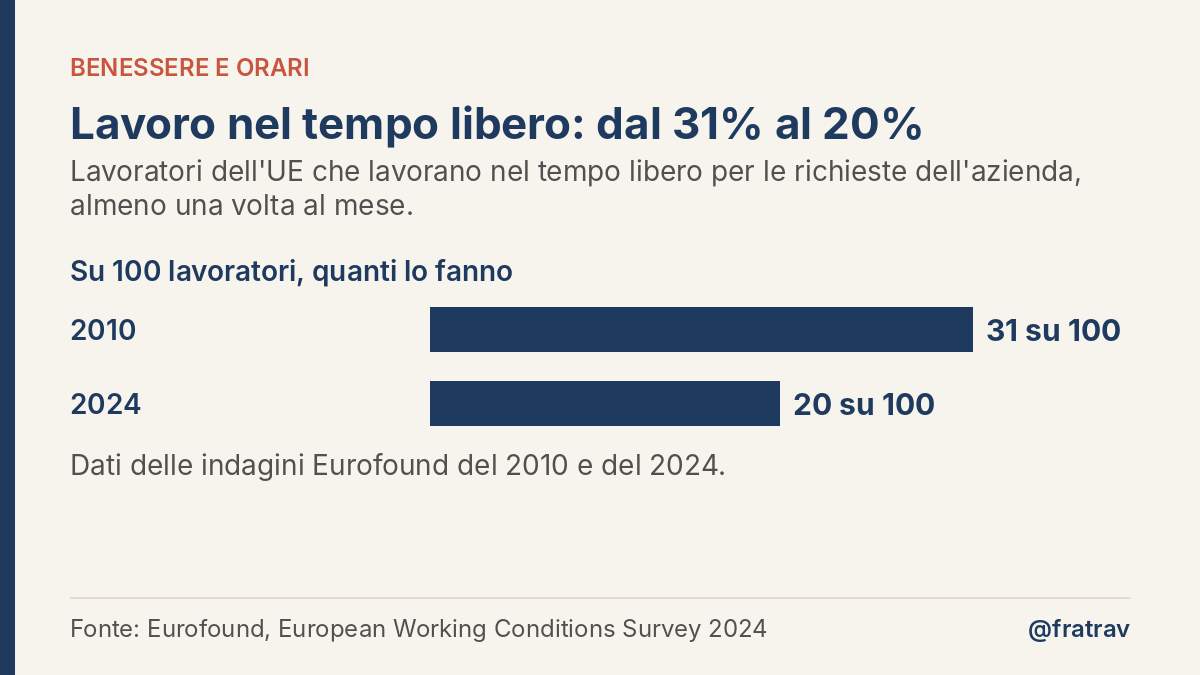 BENESSERE E ORARI
Lavoro nel tempo libero: dal 31% al 20%
Lavoratori dell'UE che lavorano nel tempo libero per le richieste dell'azienda,
almeno una volta al mese.
Su 100 lavoratori, quanti lo fanno
2010
31 su 100
2024
20 su 100
Dati delle indagini Eurofound del 2010 e del 2024.
Fonte: Eurofound, European Working Conditions Survey 2024
@fratrav